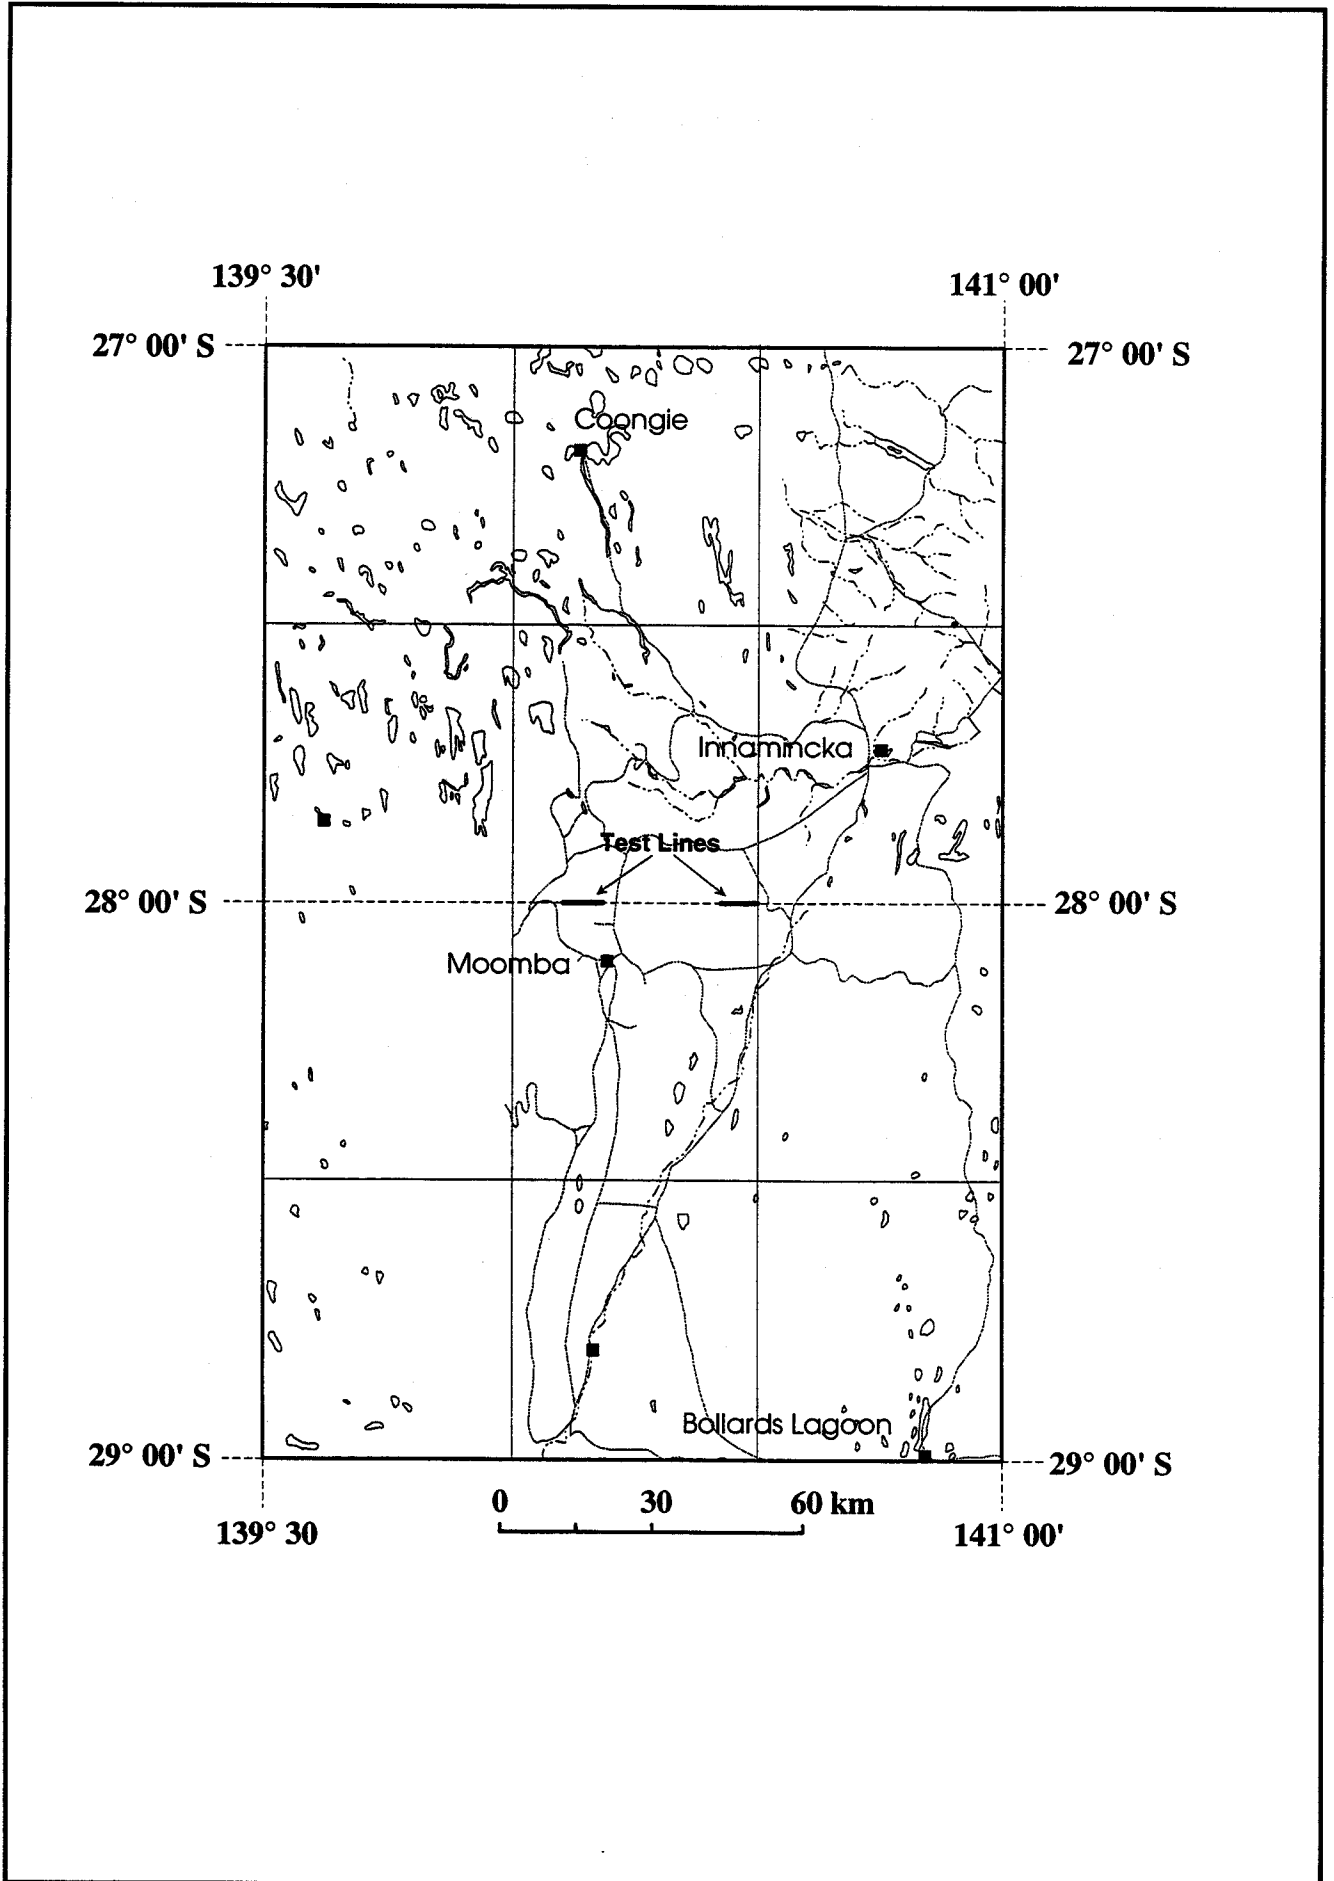 139° 30'
141° 00'
27° 00' S
27° 00' S
Coongie
Innamincka
Test Lines
28° 00' S
28° 00' S
Moomba
Bollards Lagoon
29° 00' S
29° 00' S
0 30 60 km
139° 30
141° 00'